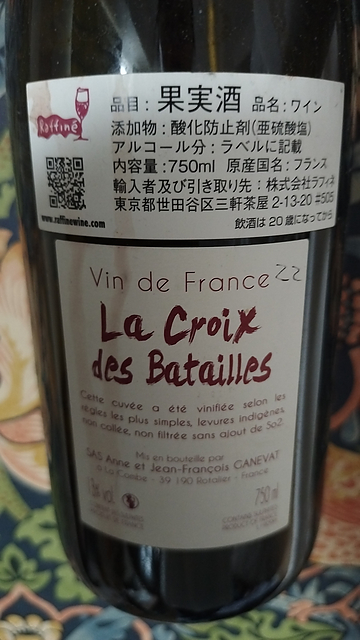 Raffiné
品目：果実酒 品名：ワイン
添加物：酸化防止剤(亜硫酸塩)
アルコール分：ラベルに記載
内容量：750ml 原産国名：フランス
輸入者及び引き取り先：株式会社ラフィネ
東京都世田谷区三軒茶屋 2-13-20 #505
www.raffinewine.com
飲酒は 20 歳になってから
Vin de France 22
La Croix
des Batailles
Cette cuvée a été vinifiée selon les
règles les plus simples, levures indigènes,
non collée, non filtrée sans ajout de So2.
Mis en bouteille par
SAS Anne et Jean-François GANEVAT
La Combe - 39 190 Rotalier - France
% vol.
750 ml